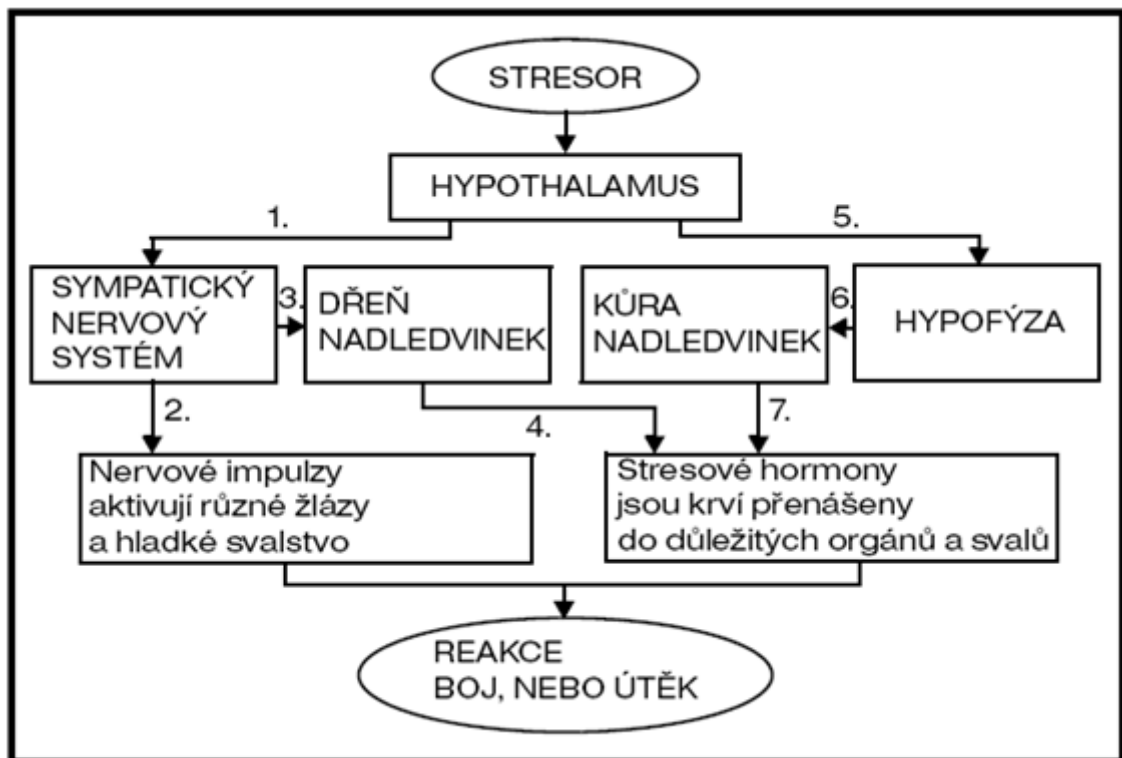 STRESOR
HYPOTHALAMUS
1.
5.
SYMPATICKÝ
NERVOVÝ
SYSTÉM
3.
DŘEŇ
NADLEDVINEK
KŮRA
NADLEDVINEK
6.
HYPOFÝZA
2.
4.
7.
Nervové impulzy
aktivují různé žlázy
a hladké svalstvo
Stresové hormony
jsou krví přenášeny
do důležitých orgánů a svalů
REAKCE
BOJ, NEBO ÚTĚK